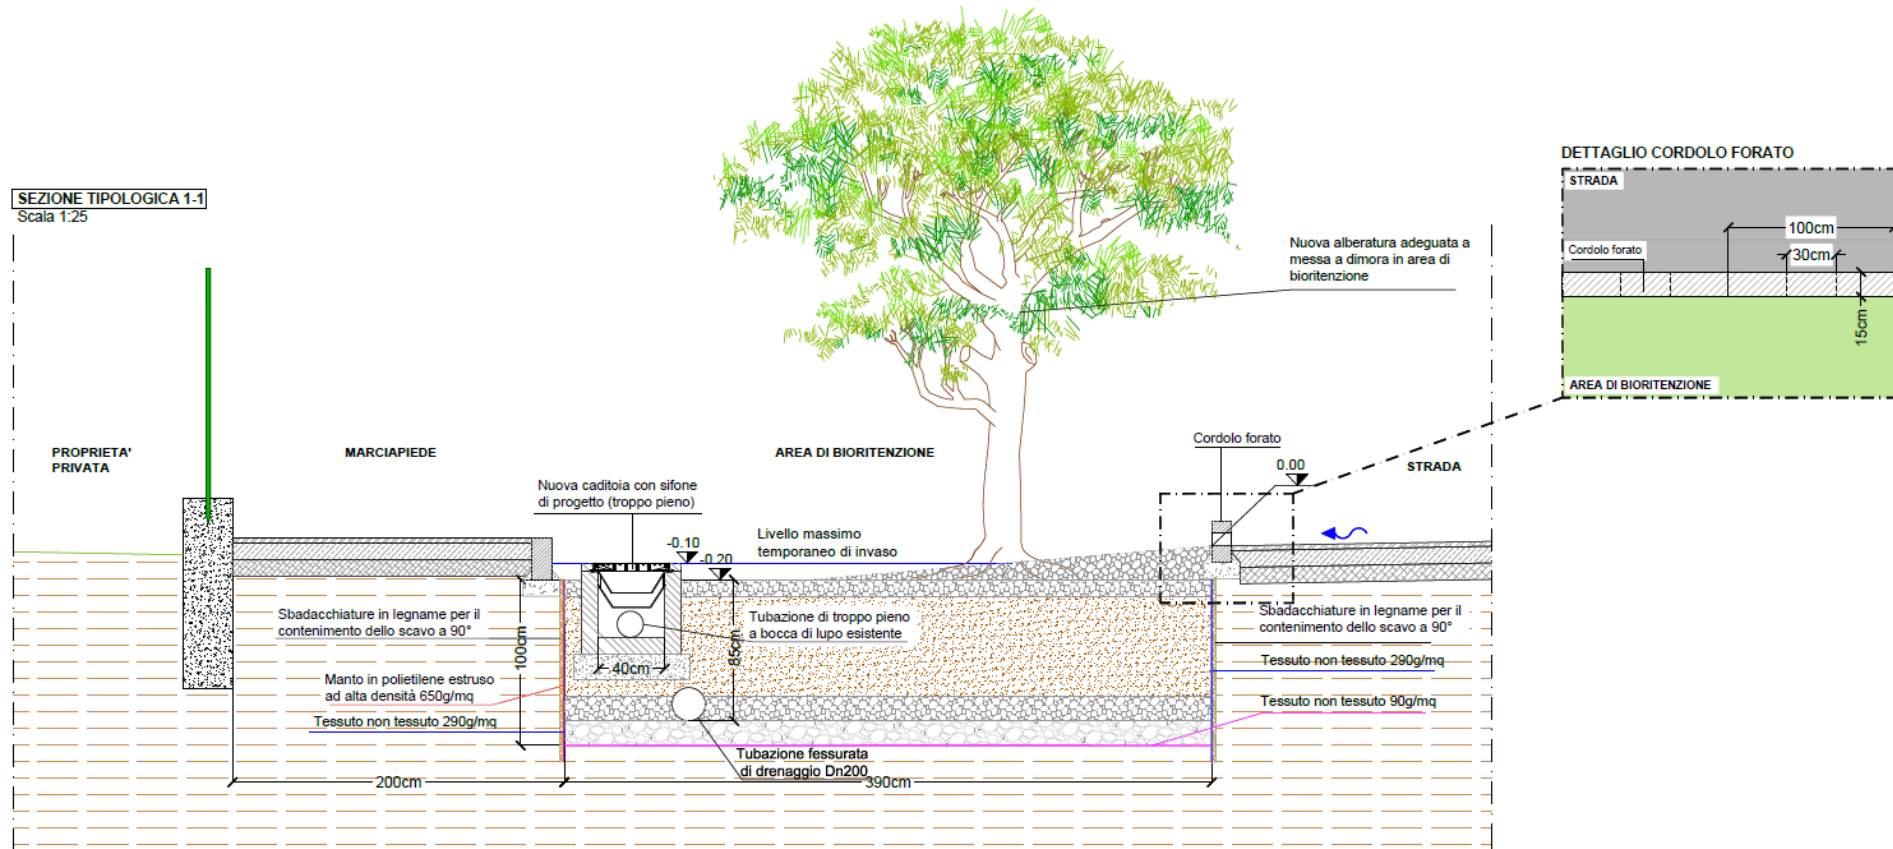 SEZIONE TIPOLOGICA 1-1
Scala 1:25
DETTAGLIO CORDOLO FORATO
STRADA
100cm
Cordolo forato
30cm
15cm
AREA DI BIORITENZIONE
Nuova alberatura adeguata a
messa a dimora in area di
bioritenzione
PROPRIETA'
PRIVATA
MARCIAPIEDE
AREA DI BIORITENZIONE
Cordolo forato
0.00
STRADA
Nuova caditoia con sifone
di progetto (troppo pieno)
-0.10
-0.20
Livello massimo
temporaneo di invaso
Sbadacchiature in legname per il
contenimento dello scavo a 90°
100cm
40cm
85cm
Tubazione di troppo pieno
a bocca di lupo esistente
Sbadacchiature in legname per il
contenimento dello scavo a 90°
Manto in polietilene estruso
ad alta densità 650g/mq
Tessuto non tessuto 290g/mq
Tessuto non tessuto 290g/mq
Tessuto non tessuto 90g/mq
Tubazione fessurata
di drenaggio Dn200
200cm
390cm